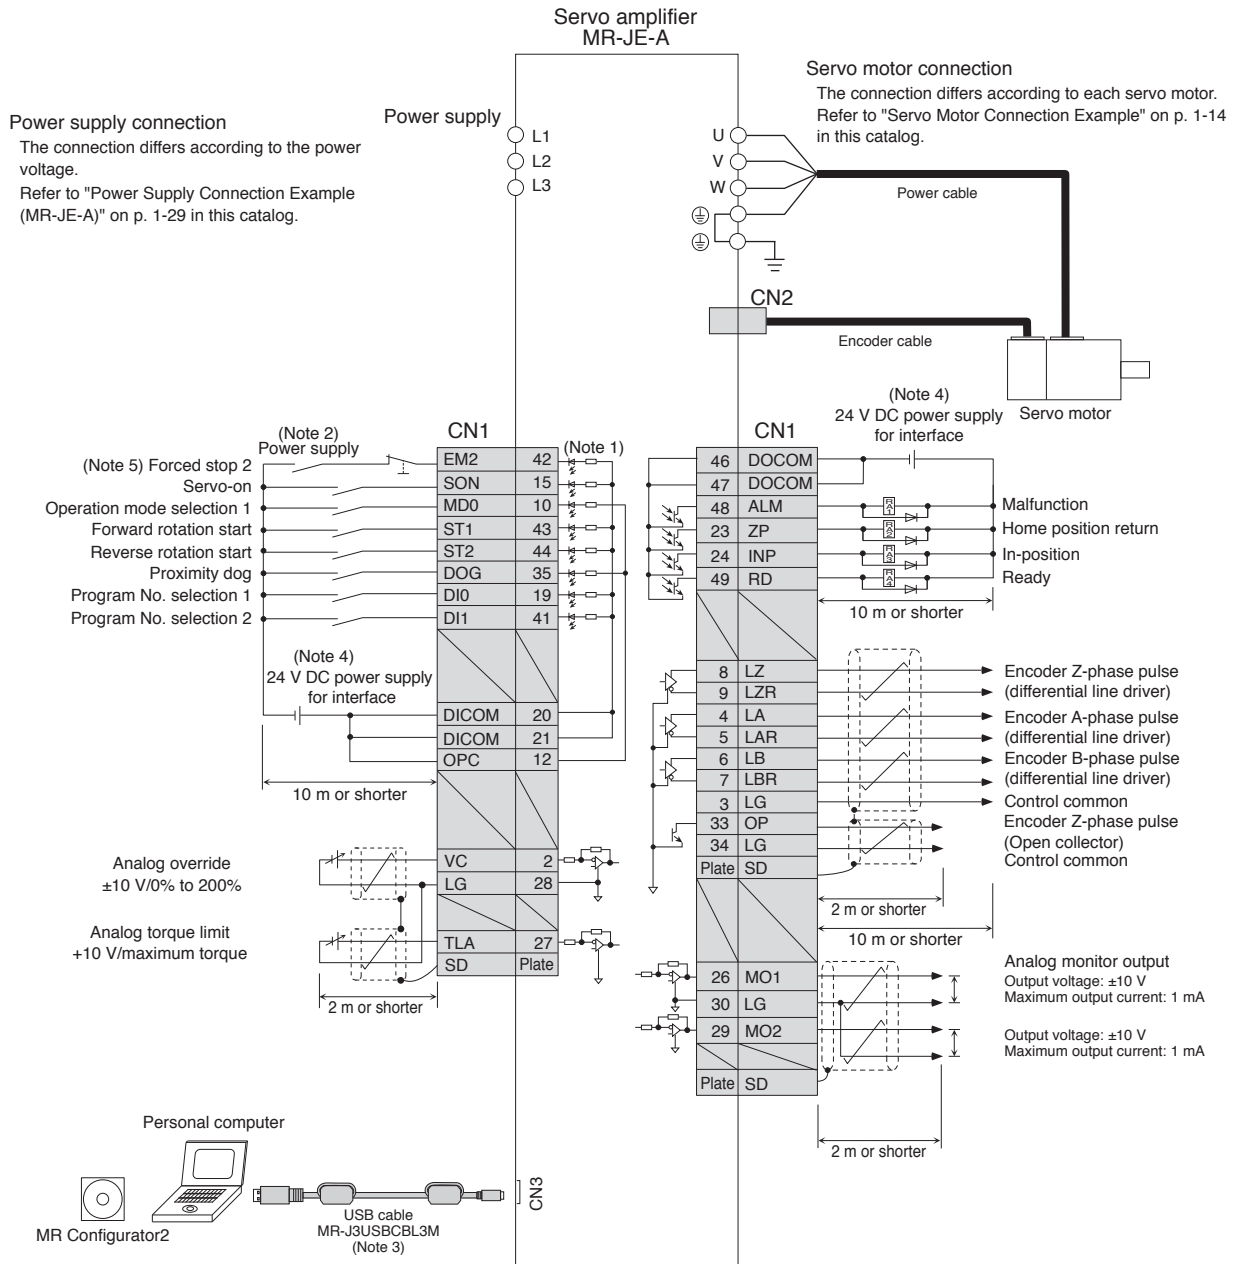 Servo amplifier
MR-JE-A
Power supply connection
The connection differs according to the power
voltage.
Refer to "Power Supply Connection Example
(MR-JE-A)" on p. 1-29 in this catalog.
Power supply
L1
L2
L3
Servo motor connection
The connection differs according to each servo motor.
Refer to "Servo Motor Connection Example" on p. 1-14
in this catalog.
U
V
W
Power cable
CN2
Encoder cable
Servo motor
(Note 2)
Power supply
CN1
(Note 1)
(Note 5) Forced stop 2
EM2 42
Servo-on
SON 15
Operation mode selection 1
MD0 10
Forward rotation start
ST1 43
Reverse rotation start
ST2 44
Proximity dog
DOG 35
Program No. selection 1
DI0 19
Program No. selection 2
DI1 41
(Note 4)
24 V DC power supply
for interface
DICOM 20
DICOM 21
OPC 12
10 m or shorter
Analog override
±10 V/0% to 200%
VC 2
LG 28
Analog torque limit
+10 V/maximum torque
TLA 27
SD Plate
2 m or shorter
(Note 4)
24 V DC power supply
for interface
CN1
46 DOCOM
47 DOCOM
48 ALM
RA1
Malfunction
23 ZP
RA2
Home position return
24 INP
RA3
In-position
49 RD
RA4
Ready
10 m or shorter
8 LZ
Encoder Z-phase pulse
9 LZR
(differential line driver)
4 LA
Encoder A-phase pulse
5 LAR
(differential line driver)
6 LB
Encoder B-phase pulse
7 LBR
(differential line driver)
3 LG
Control common
33 OP
Encoder Z-phase pulse
(Open collector)
34 LG
Control common
Plate SD
2 m or shorter
10 m or shorter
26 MO1
30 LG
29 MO2
Plate SD
Analog monitor output
Output voltage: ±10 V
Maximum output current: 1 mA
Output voltage: ±10 V
Maximum output current: 1 mA
2 m or shorter
Personal computer
MR Configurator2
USB cable
MR-J3USBCBL3M
(Note 3)
CN3